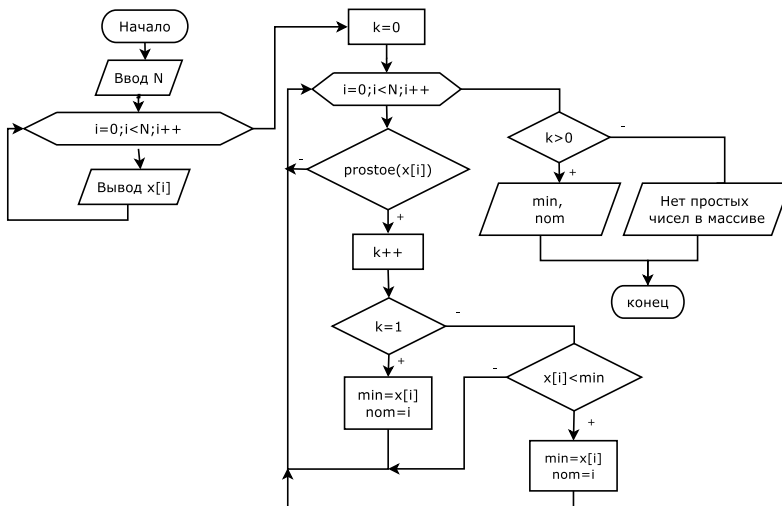 Начало
Ввод N
i=0;i<N;i++
Вывод x[i]
k=0
i=0;i<N;i++
prostoe(x[i])
-
+
k++
k=1
-
+
min=x[i]
nom=i
x[i]<min
-
+
min=x[i]
nom=i
k>0
-
+
min,
nom
Нет простых
чисел в массиве
конец